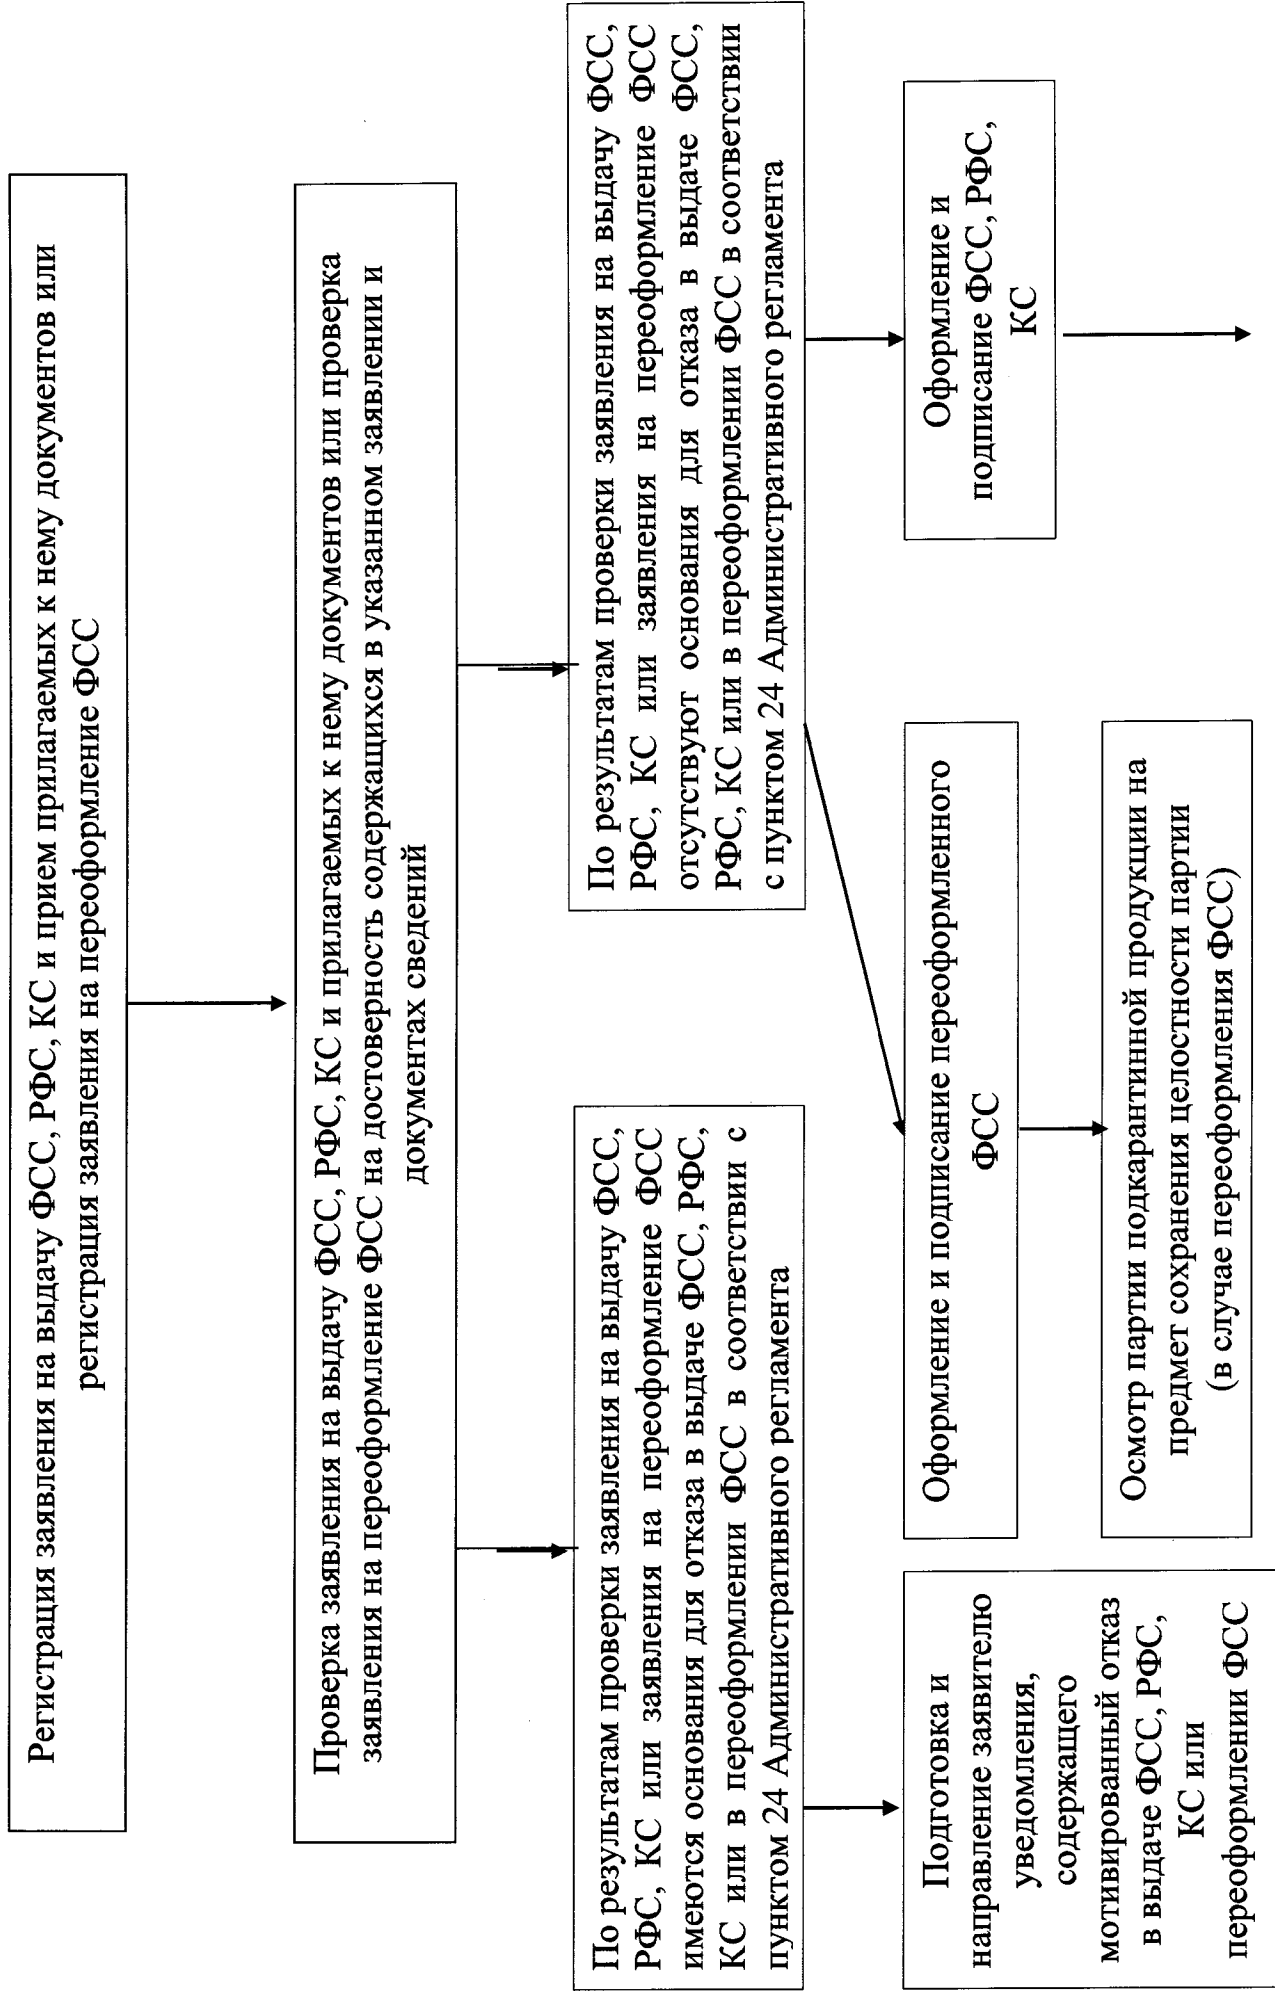 Регистрация заявления на выдачу ФСС, РФС, КС и прием прилагаемых к нему документов или
регистрация заявления на переоформление ФСС
Проверка заявления на выдачу ФСС, РФС, КС и прилагаемых к нему документов или проверка
заявления на переоформление ФСС на достоверность содержащихся в указанном заявлении и
документах сведений
По результатам проверки заявления на выдачу ФСС,
РФС, КС или заявления на переоформление ФСС
имеются основания для отказа в выдаче ФСС, РФС,
КС или в переоформлении ФСС в соответствии с
пунктом 24 Административного регламента
По результатам проверки заявления на выдачу ФСС,
РФС, КС или заявления на переоформление ФСС
отсутствуют основания для отказа в выдаче ФСС,
РФС, КС или в переоформлении ФСС в соответствии
с пунктом 24 Административного регламента
Подготовка и
направление заявителю
уведомления,
содержащего
мотивированный отказ
в выдаче ФСС, РФС,
КС или
переоформлении ФСС
Оформление и подписание переоформленного
ФСС
Осмотр партии подкарантинной продукции на
предмет сохранения целостности партии
(в случае переоформления ФСС)
Оформление и
подписание ФСС, РФС,
КС